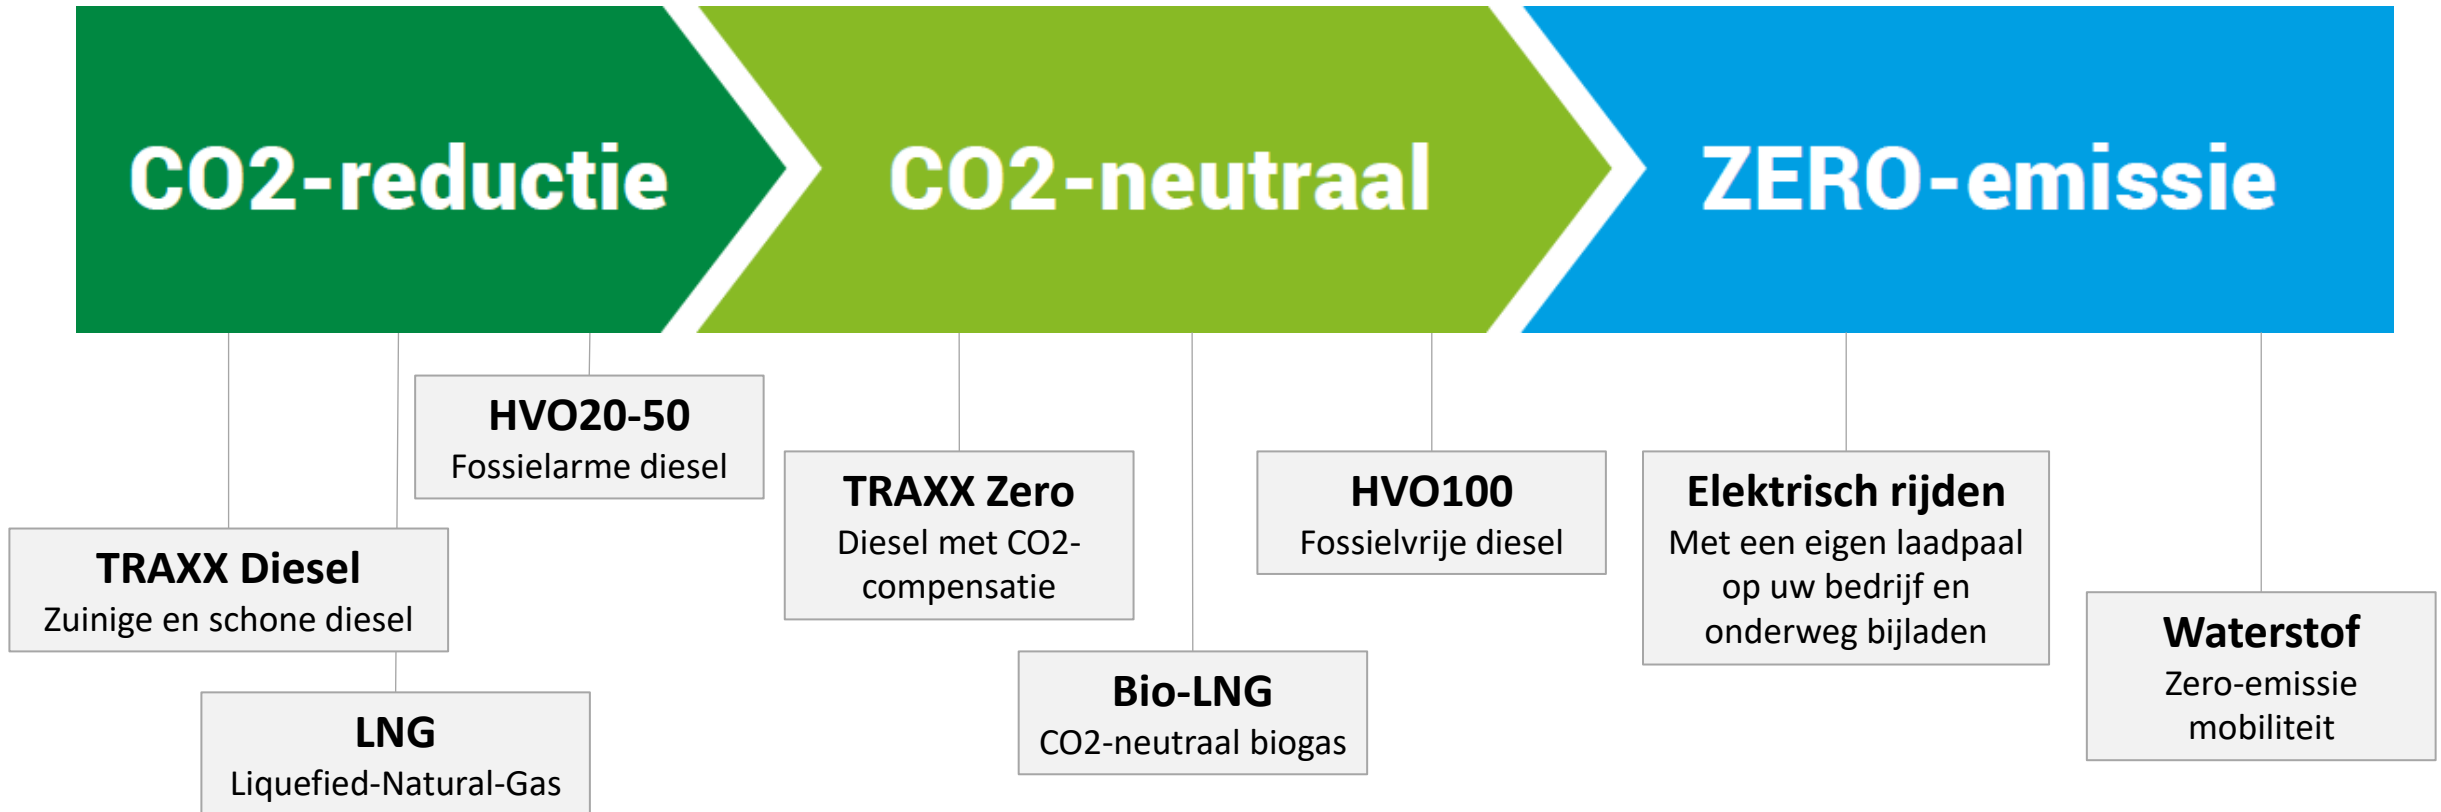 CO2-reductie
CO2-neutraal
ZERO-emissie
HVO20-50
Fossielarme diesel
TRAXX Diesel
Zuinige en schone diesel
LNG
Liquefied-Natural-Gas
TRAXX Zero
Diesel met CO2-
compensatie
Bio-LNG
CO2-neutraal biogas
HVO100
Fossielvrije diesel
Elektrisch rijden
Met een eigen laadpaal
op uw bedrijf en
onderweg bijladen
Waterstof
Zero-emissie
mobiliteit